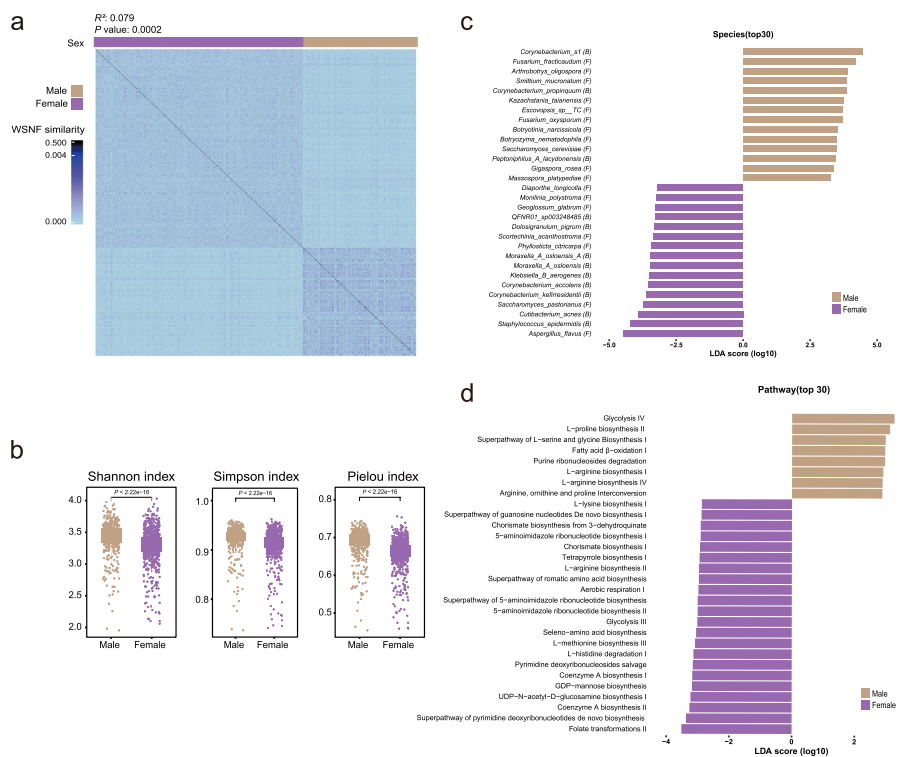 a
R²: 0.079
P value: 0.0002
Sex
Male
Female
WSNF similarity
0.500
0.004
0.000
b
Shannon index
P < 2.22e−16
4.0
3.5
3.0
2.5
2.0
Male Female
Simpson index
P < 2.22e−16
1.0
0.9
0.8
Male Female
Pielou index
P < 2.22e−16
0.8
0.7
0.6
0.5
Male Female
c
Species(top30)
Corynebacterium_s1 (B)
Fusarium_fracticaudum (F)
Arthrobotrys_oligospora (F)
Smittium_mucronatum (F)
Corynebacterium_propinquum (B)
Kazachstania_taianensis (F)
Escovopsis_sp__TC (F)
Fusarium_oxysporum (F)
Botryotinia_narcissicola (F)
Botryozyma_nematodophila (F)
Saccharomyces_cerevisiae (F)
Peptoniphilus_A_lacydonensis (B)
Gigaspora_rosea (F)
Massospora_platypediae (F)
Diaporthe_longicolla (F)
Monilinia_polystroma (F)
Geoglossum_glabrum (F)
QFNR01_sp003248485 (B)
Dolosigranulum_pigrum (B)
Scortechinia_acanthostroma (F)
Phyllosticta_citricarpa (F)
Moraxella_A_osloensis_A (B)
Moraxella_A_osloensis (B)
Klebsiella_B_aerogenes (B)
Corynebacterium_accolens (B)
Corynebacterium_kefirresidentii (B)
Saccharomyces_pastorianus (F)
Cutibacterium_acnes (B)
Staphylococcus_epidermidis (B)
Aspergillus_flavus (F)
Male
Female
−5.0 −2.5 0.0 2.5 5.0
LDA score (log10)
d
Pathway(top 30)
Glycolysis IV
L−proline biosynthesis II
Superpathway of L−serine and glycine Biosynthesis I
Fatty acid β−oxidation I
Purine ribonucleosides degradation
L−arginine biosynthesis I
L−arginine biosynthesis IV
Arginine, ornithine and proline Interconversion
L−lysine biosynthesis I
Superpathway of guanosine nucleotides De novo biosynthesis I
Chorismate biosynthesis from 3−dehydroquinate
5−aminoimidazole ribonucleotide biosynthesis I
Chorismate biosynthesis I
Tetrapyrrole biosynthesis I
L−arginine biosynthesis II
Superpathway of romatic amino acid biosynthesis
Aerobic respiration I
Superpathway of 5−aminoimidazole ribonucleotide biosynthesis
5−aminoimidazole ribonucleotide biosynthesis II
Glycolysis III
Seleno−amino acid biosynthesis
L−methionine biosynthesis III
L−histidine degradation I
Pyrimidine deoxyribonucleosides salvage
Coenzyme A biosynthesis I
GDP−mannose biosynthesis
UDP−N−acetyl−D−glucosamine biosynthesis I
Coenzyme A biosynthesis II
Superpathway of pyrimidine deoxyribonucleotides de novo biosynthesis
Folate transformations II
Male
Female
−4 −2 0 2
LDA score (log10)